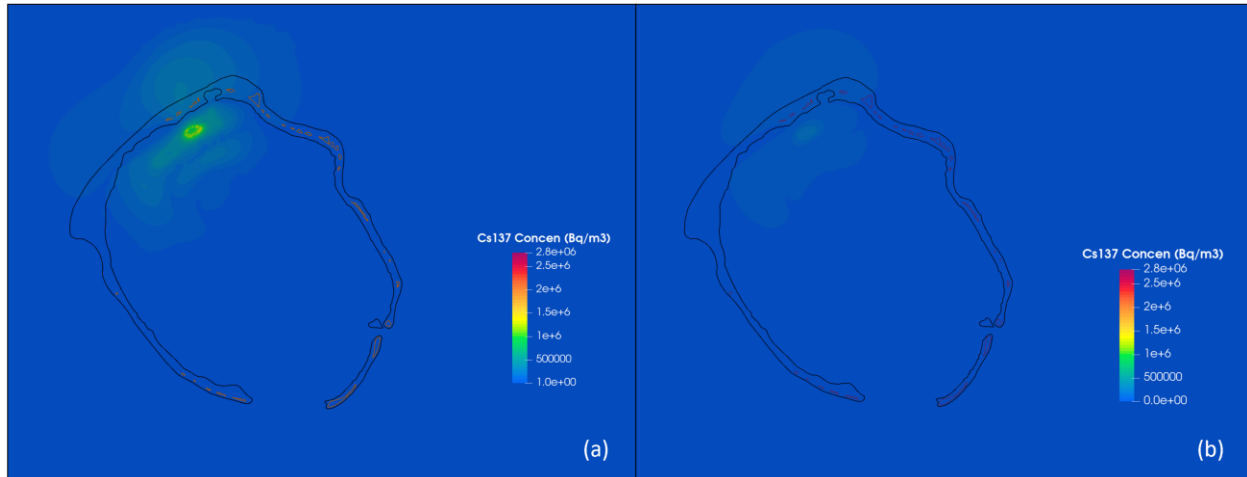 Cs137 Concen (Bq/m3)
2.8e+06
2.5e+6
2e+6
1.5e+6
1e+6
500000
1.0e+00
(a)
Cs137 Concen (Bq/m3)
2.8e+06
2.5e+6
2e+6
1.5e+6
1e+6
500000
0.0e+00
(b)